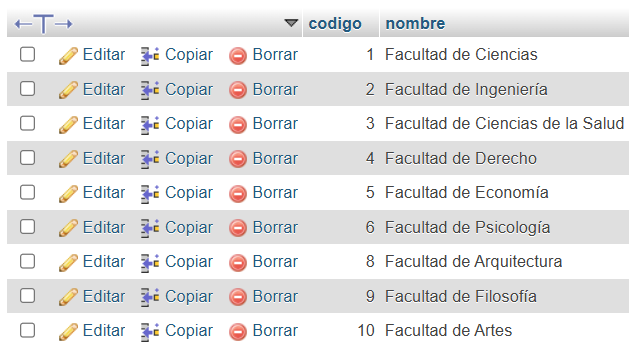 codigo nombre
Editar Copiar Borrar 1 Facultad de Ciencias
Editar Copiar Borrar 2 Facultad de Ingeniería
Editar Copiar Borrar 3 Facultad de Ciencias de la Salud
Editar Copiar Borrar 4 Facultad de Derecho
Editar Copiar Borrar 5 Facultad de Economía
Editar Copiar Borrar 6 Facultad de Psicología
Editar Copiar Borrar 8 Facultad de Arquitectura
Editar Copiar Borrar 9 Facultad de Filosofía
Editar Copiar Borrar 10 Facultad de Artes